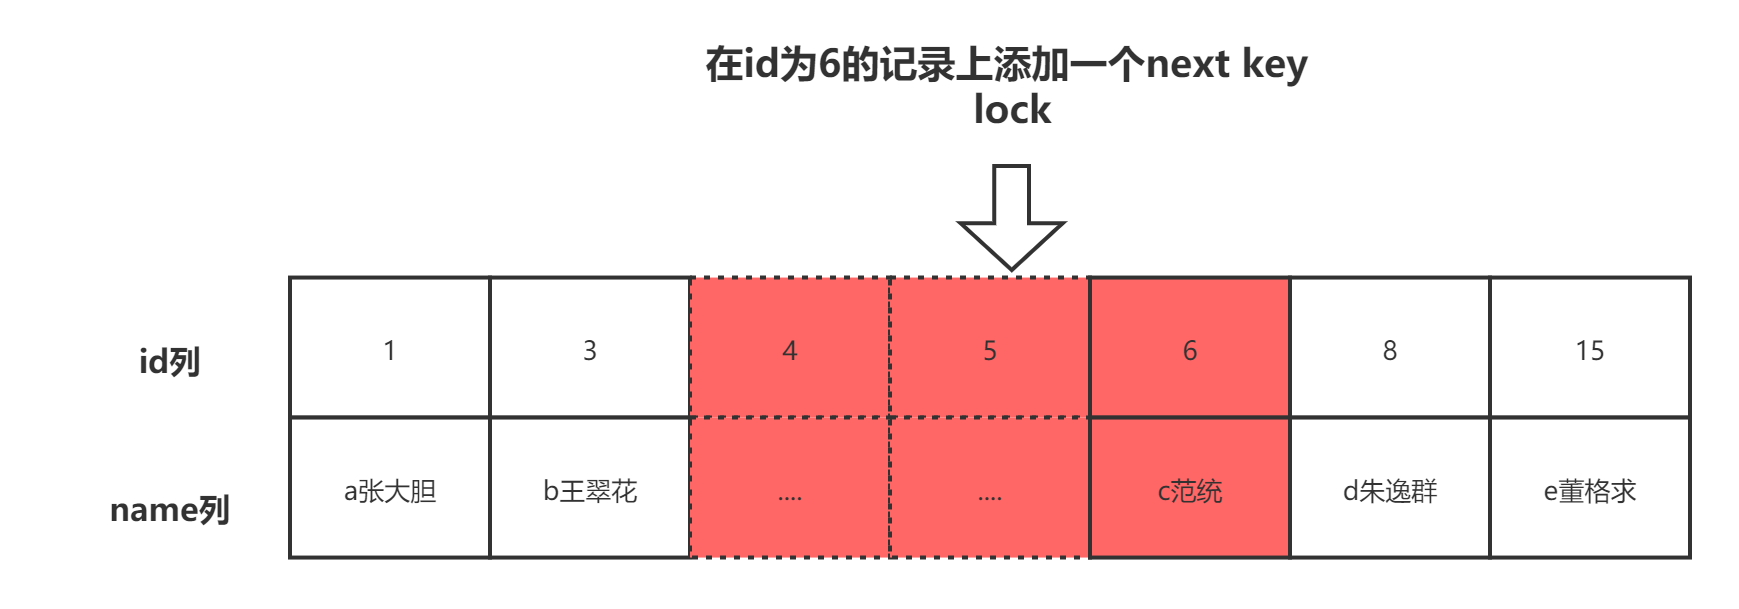 在id为6的记录上添加一个next key
lock
id列 1 3 4 5 6 8 15
name列 a张大胆 b王翠花 .... .... c范统 d朱逸群 e董格求